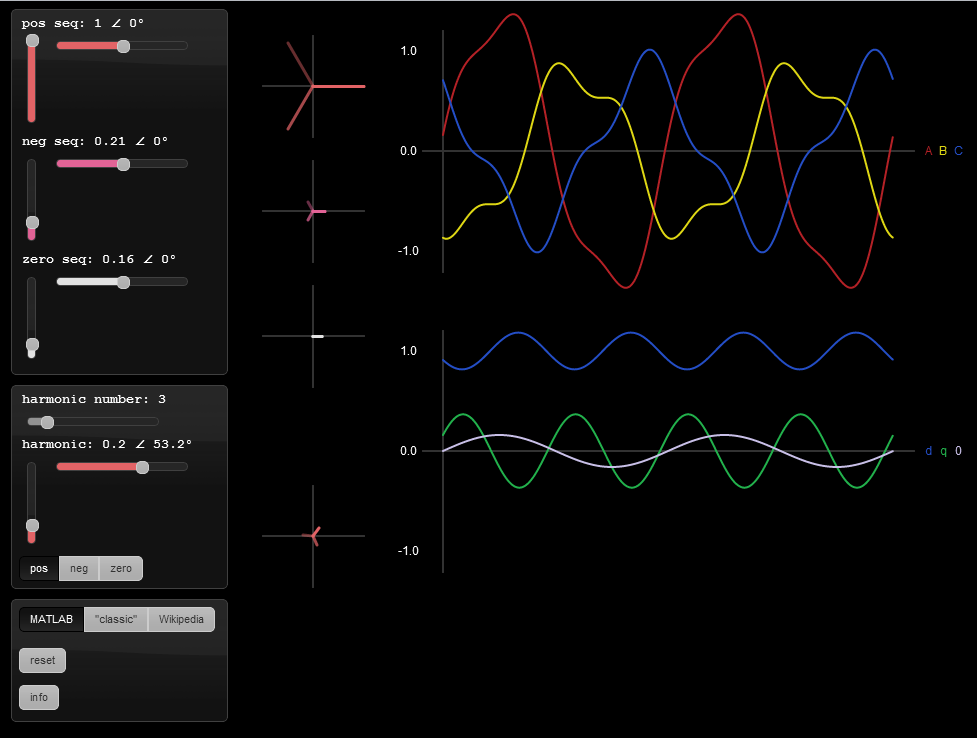 pos seq: 1 ∠ 0°
neg seq: 0.21 ∠ 0°
zero seq: 0.16 ∠ 0°
harmonic number: 3
harmonic: 0.2 ∠ 53.2°
pos neg zero
MATLAB "classic" Wikipedia
reset
info
1.0
0.0
-1.0
A B C
1.0
0.0
-1.0
d q 0